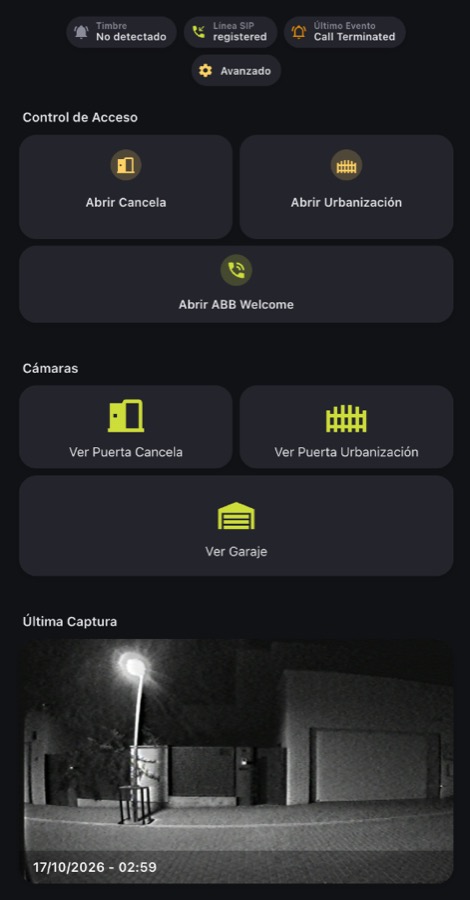 Timbre
No detectado
Línea SIP
registered
Último Evento
Call Terminated
Avanzado
Control de Acceso
Abrir Cancela
Abrir Urbanización
Abrir ABB Welcome
Cámaras
Ver Puerta Cancela
Ver Puerta Urbanización
Ver Garaje
Última Captura
17/10/2026 - 02:59